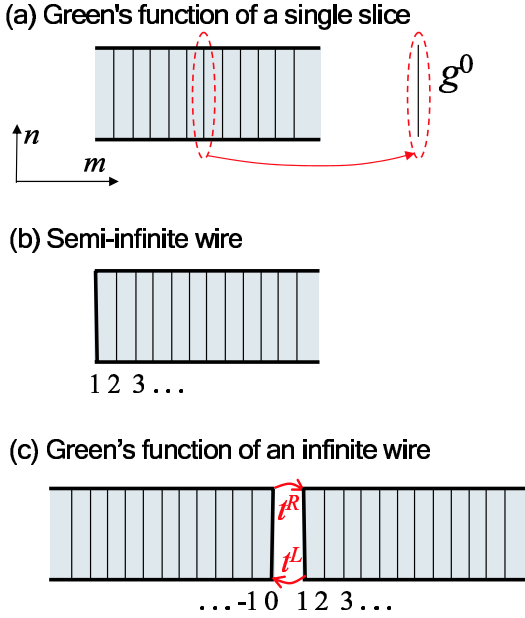 (a) Green's function of a single slice
g⁰
n
m
(b) Semi-infinite wire
1 2 3 ...
(c) Green's function of an infinite wire
tᴿ
tᴸ
...-1 0 1 2 3 ...